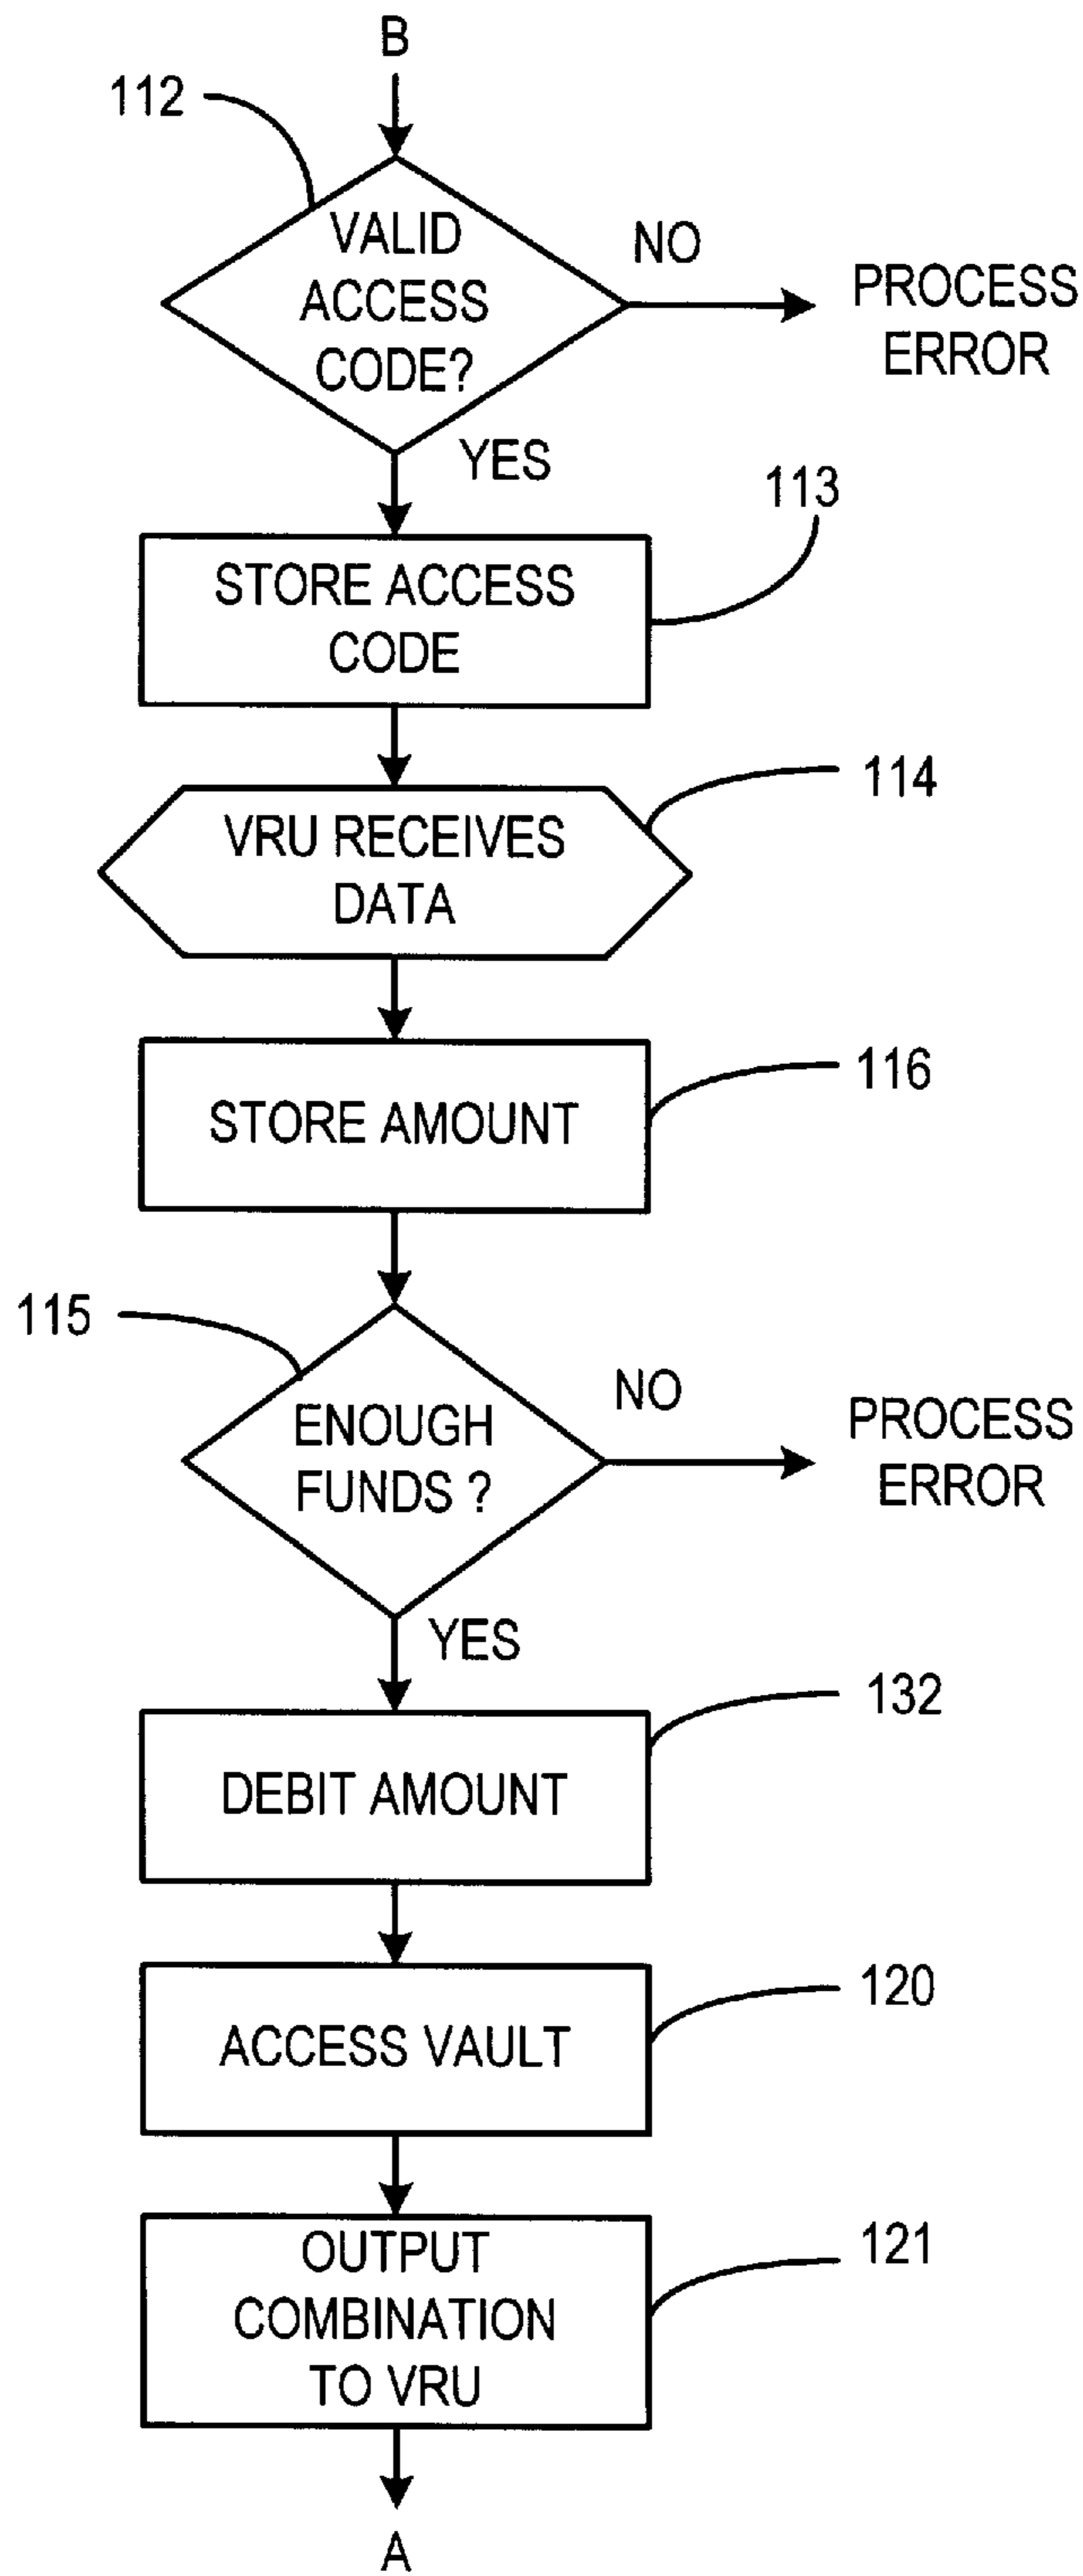 B
112
VALID
ACCESS
CODE?
NO
PROCESS
ERROR
YES
113
STORE ACCESS
CODE
114
VRU RECEIVES
DATA
116
STORE AMOUNT
115
ENOUGH
FUNDS ?
NO
PROCESS
ERROR
YES
132
DEBIT AMOUNT
120
ACCESS VAULT
121
OUTPUT
COMBINATION
TO VRU
A